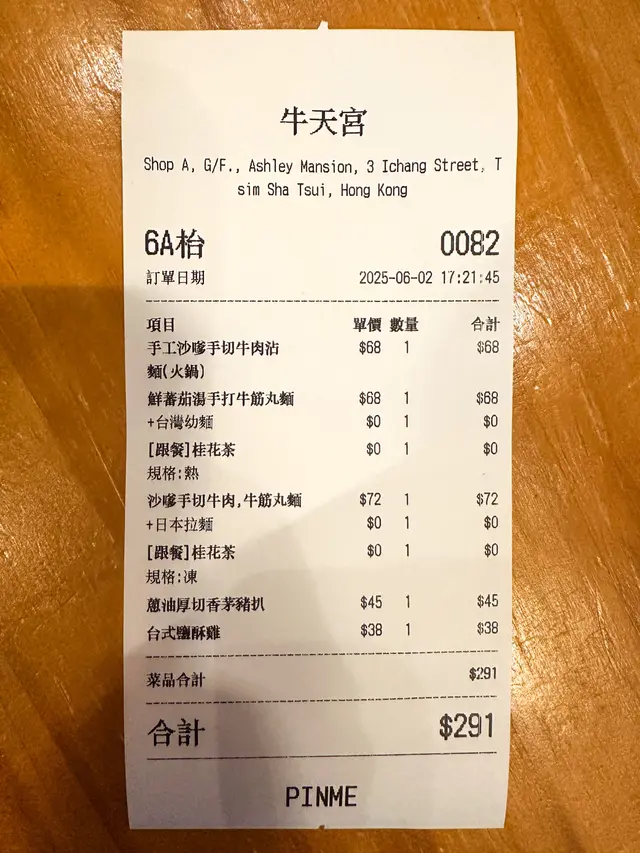 牛天宮
Shop A, G/F., Ashley Mansion, 3 Ichang Street, T
sim Sha Tsui, Hong Kong
6A枱 0082
訂單日期 2025-06-02 17:21:45
項目 單價 數量 合計
手工沙嗲手切牛肉沾 $68 1 $68
麵(火鍋)
鮮蕃茄湯手打牛筋丸麵 $68 1 $68
+台灣幼麵 $0 1 $0
[跟餐]桂花茶 $0 1 $0
規格:熱
沙嗲手切牛肉,牛筋丸麵 $72 1 $72
+日本拉麵 $0 1 $0
[跟餐]桂花茶 $0 1 $0
規格:凍
蔥油厚切香茅豬扒 $45 1 $45
台式鹽酥雞 $38 1 $38
菜品合計 $291
合計 $291
PINME